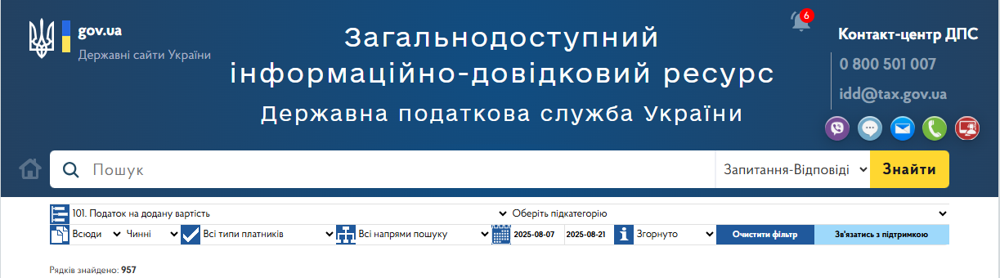 gov.ua
Державні сайти України
Загальнодоступний
інформаційно-довідковий ресурс
Державна податкова служба України
6
Контакт-центр ДПС
0 800 501 007
idd@tax.gov.ua
Пошук
Запитання-Відповіді
Знайти
101. Податок на додану вартість Оберіть підкатегорію
Всюди Чинні Всі типи платників Всі напрями пошуку 2025-08-07 2025-08-21 Згорнуто Очистити фільтр Зв'язатись з підтримкою
Рядків знайдено: 957